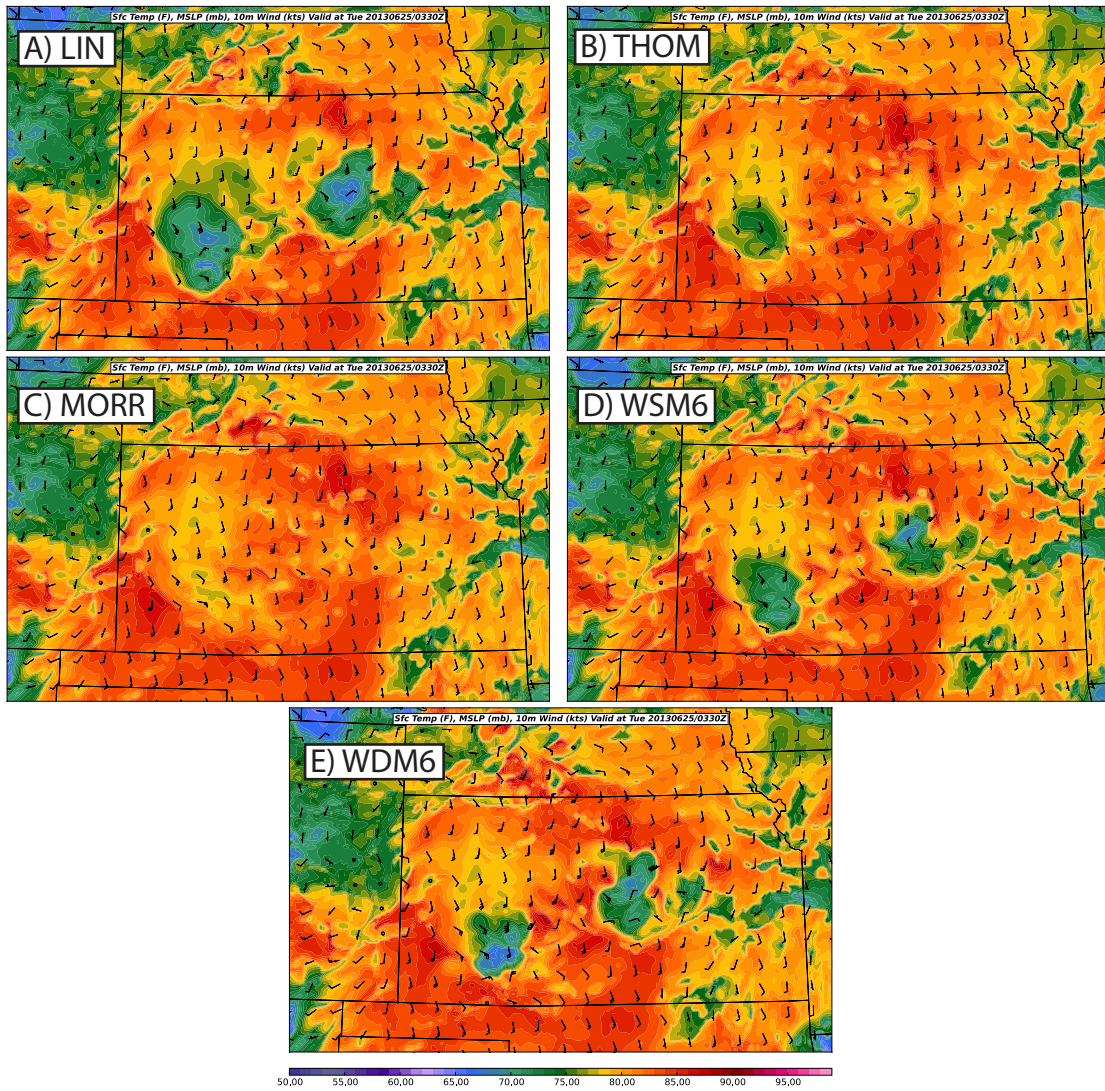 Sfc Temp (F), MSLP (mb), 10m Wind (kts) Valid at Tue 20130625/0330Z
A) LIN
Sfc Temp (F), MSLP (mb), 10m Wind (kts) Valid at Tue 20130625/0330Z
B) THOM
Sfc Temp (F), MSLP (mb), 10m Wind (kts) Valid at Tue 20130625/0330Z
C) MORR
Sfc Temp (F), MSLP (mb), 10m Wind (kts) Valid at Tue 20130625/0330Z
D) WSM6
Sfc Temp (F), MSLP (mb), 10m Wind (kts) Valid at Tue 20130625/0330Z
E) WDM6
50.00 55.00 60.00 65.00 70.00 75.00 80.00 85.00 90.00 95.00